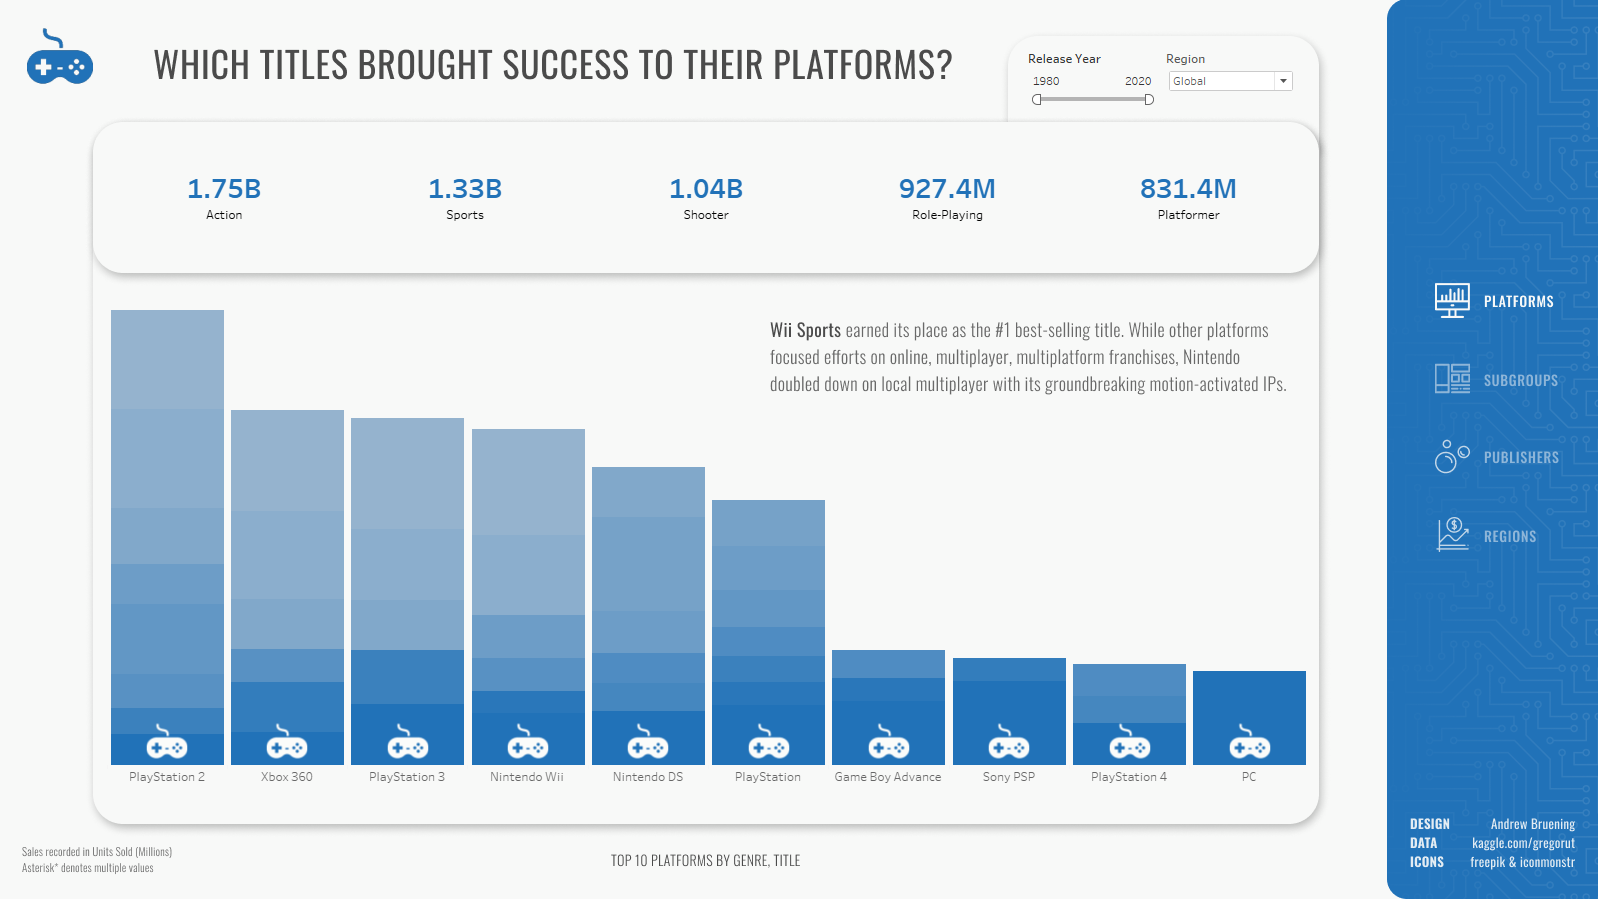 WHICH TITLES BROUGHT SUCCESS TO THEIR PLATFORMS?
Release Year
1980 2020
Region
Global
1.75B
Action
1.33B
Sports
1.04B
Shooter
927.4M
Role-Playing
831.4M
Platformer
Wii Sports earned its place as the #1 best-selling title. While other platforms
focused efforts on online, multiplayer, multiplatform franchises, Nintendo
doubled down on local multiplayer with its groundbreaking motion-activated IPs.
PlayStation 2
Xbox 360
PlayStation 3
Nintendo Wii
Nintendo DS
PlayStation
Game Boy Advance
Sony PSP
PlayStation 4
PC
Sales recorded in Units Sold (Millions)
Asterisk* denotes multiple values
TOP 10 PLATFORMS BY GENRE, TITLE
PLATFORMS
SUBGROUPS
PUBLISHERS
$
REGIONS
DESIGN Andrew Bruening
DATA kaggle.com/gregorut
ICONS freepik & iconmonstr